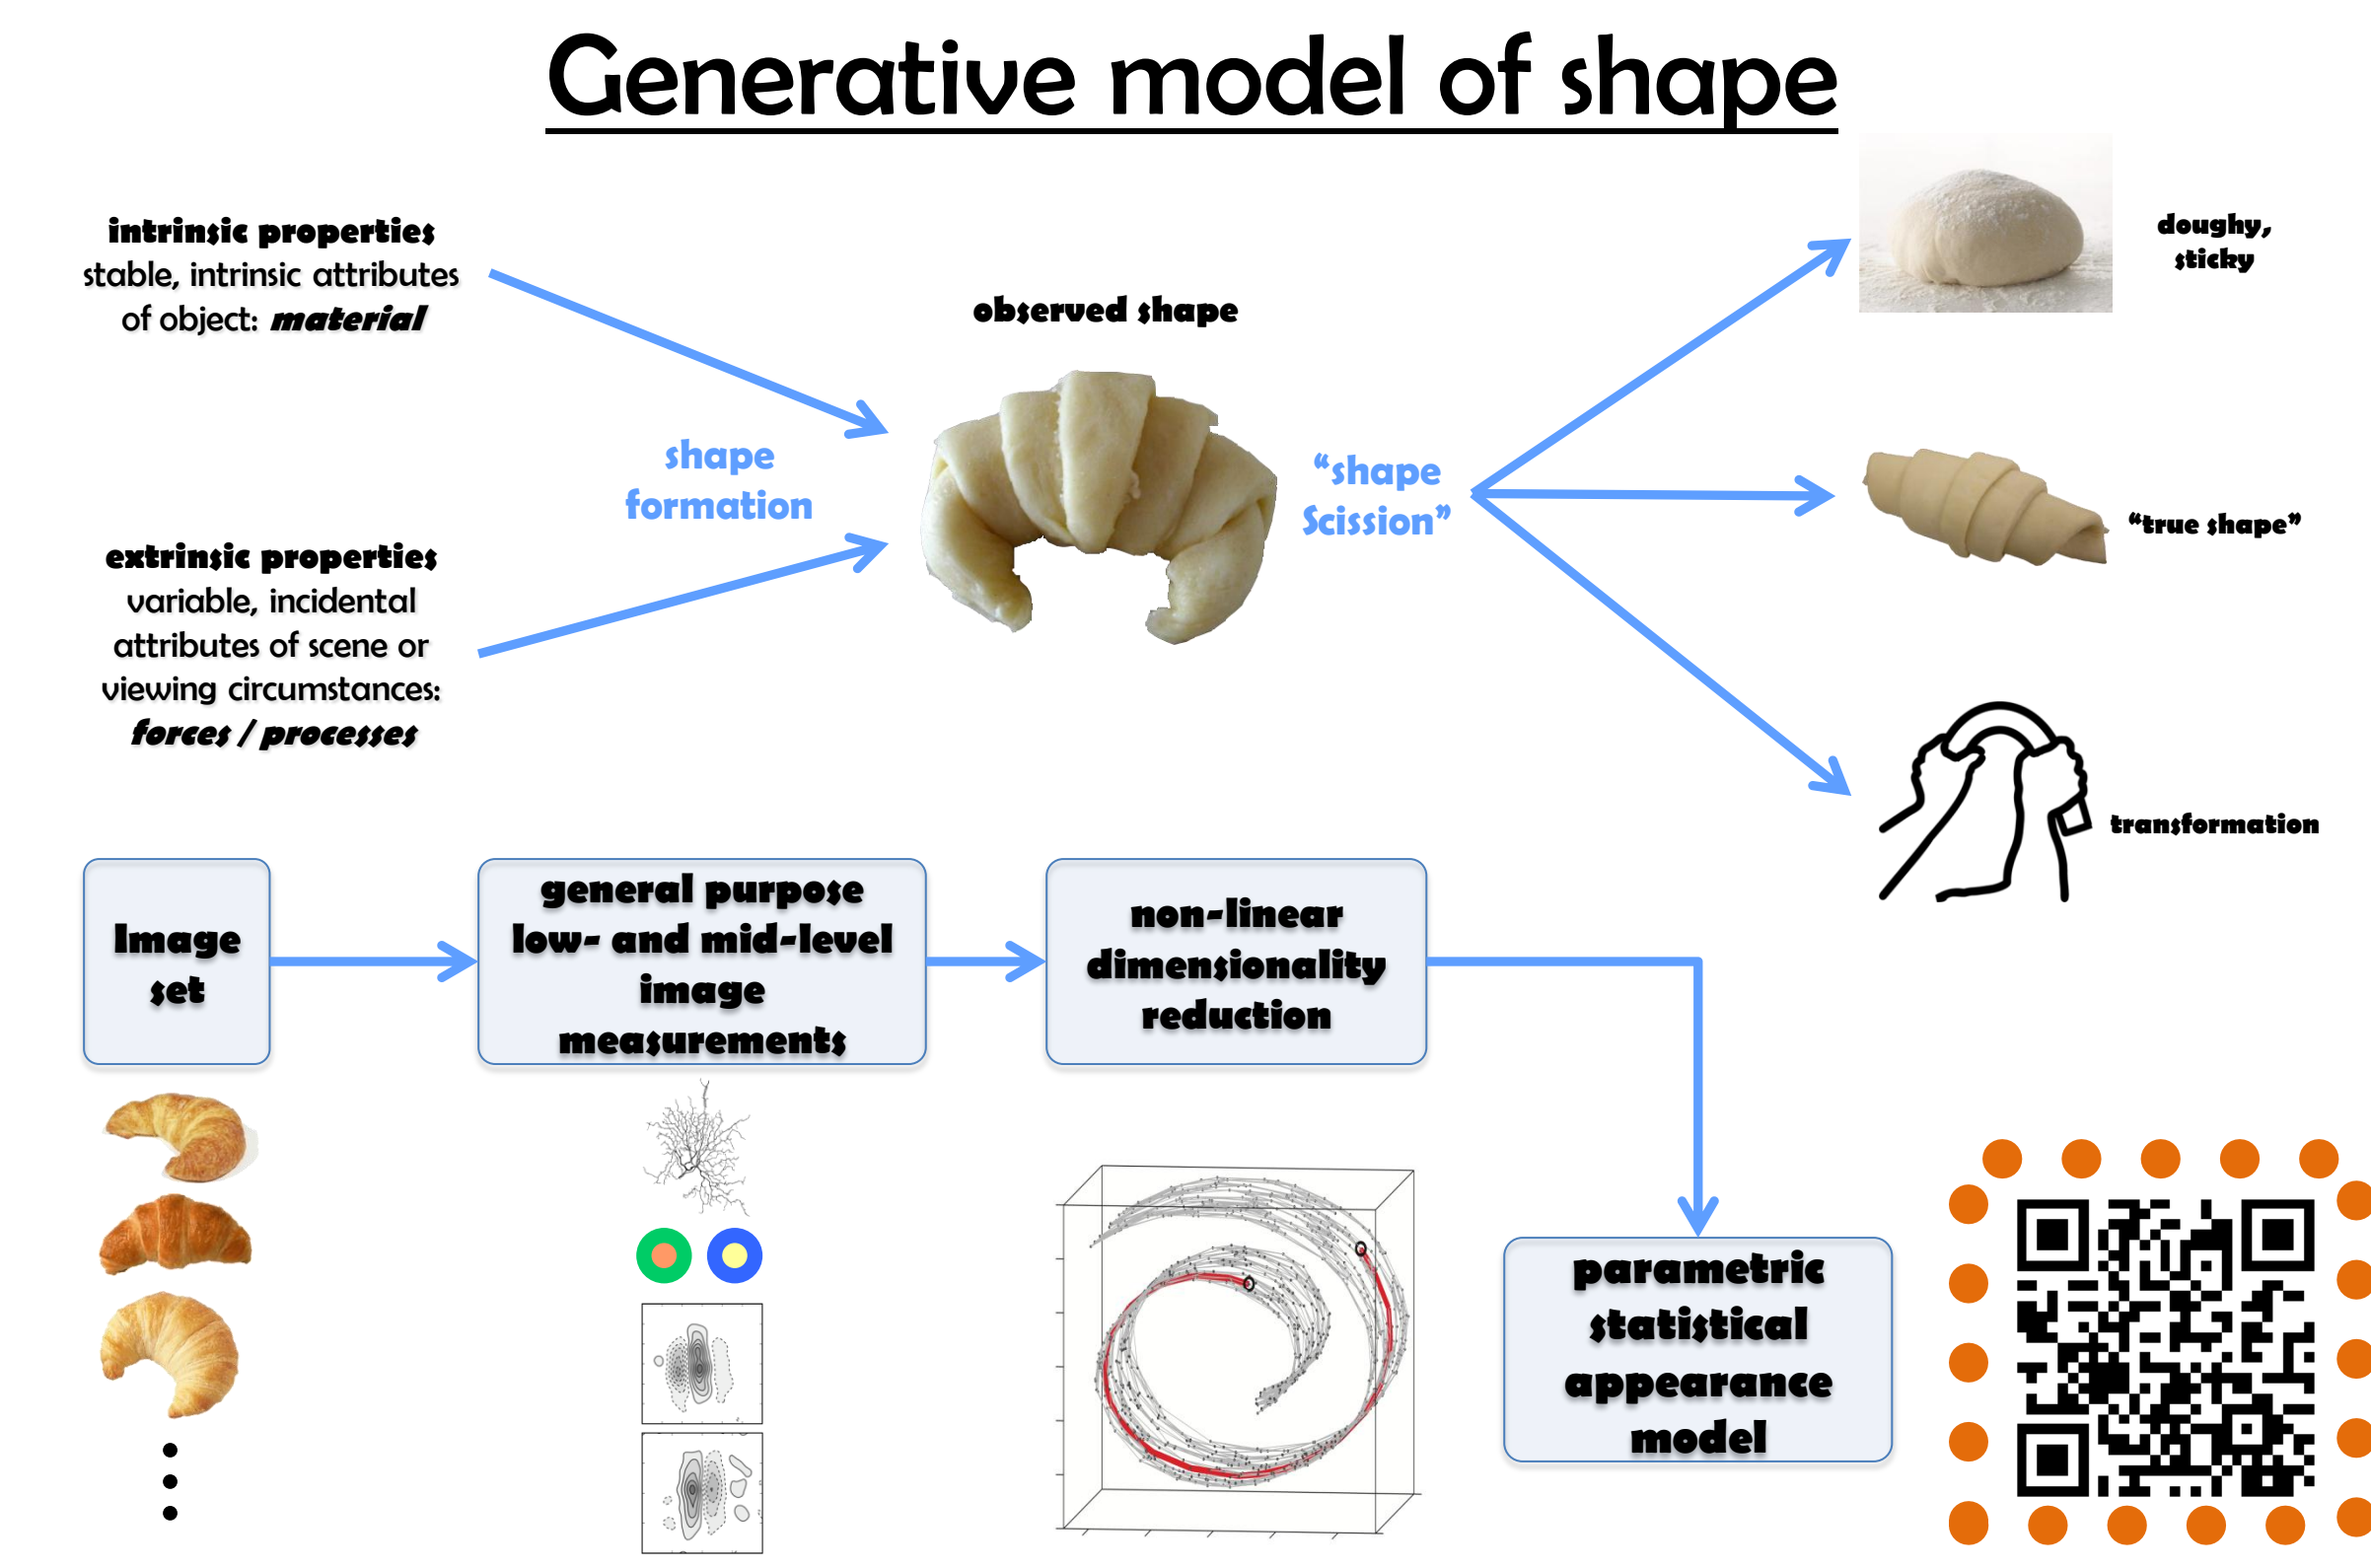 Generative model of shape
intrinsic properties
stable, intrinsic attributes
of object: material
observed shape
doughy,
sticky
shape
formation
“shape
Scission”
“true shape”
extrinsic properties
variable, incidental
attributes of scene or
viewing circumstances:
forces / processes
transformation
Image
set
general purpose
low- and mid-level
image
measurements
non-linear
dimensionality
reduction
parametric
statistical
appearance
model